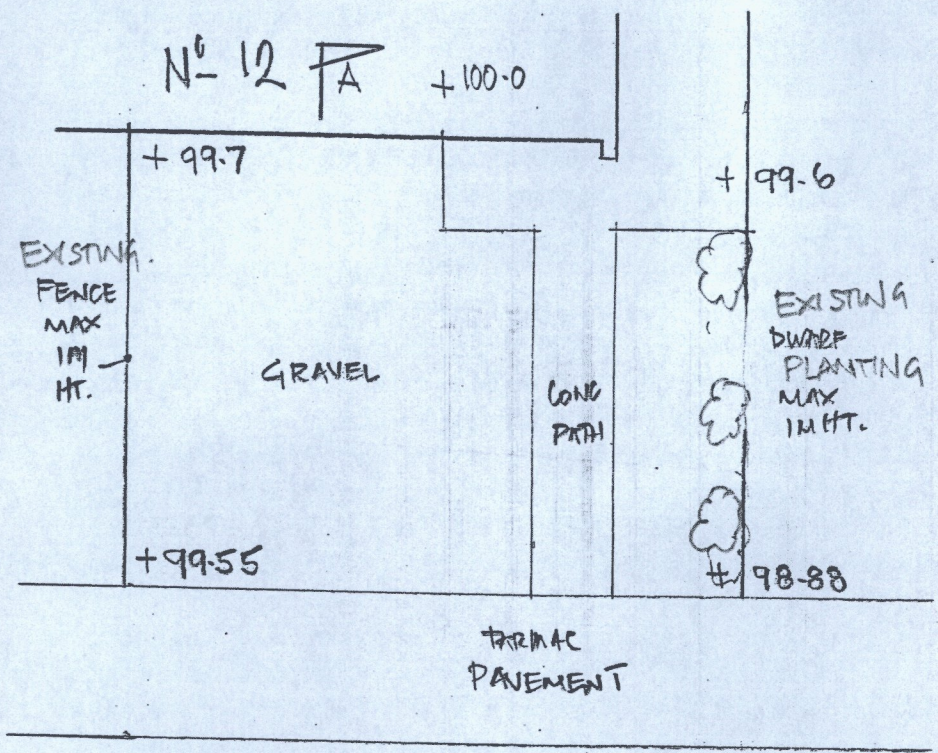 Nº 12 A +100.0
+ 99.7
+ 99.6
EXISTING.
FENCE
MAX
1M
HT.
GRAVEL
CONC
PATH
EXISTING
DWARF
PLANTING
MAX
1M HT.
+99.55
+ 98.88
TARMAC
PAVEMENT